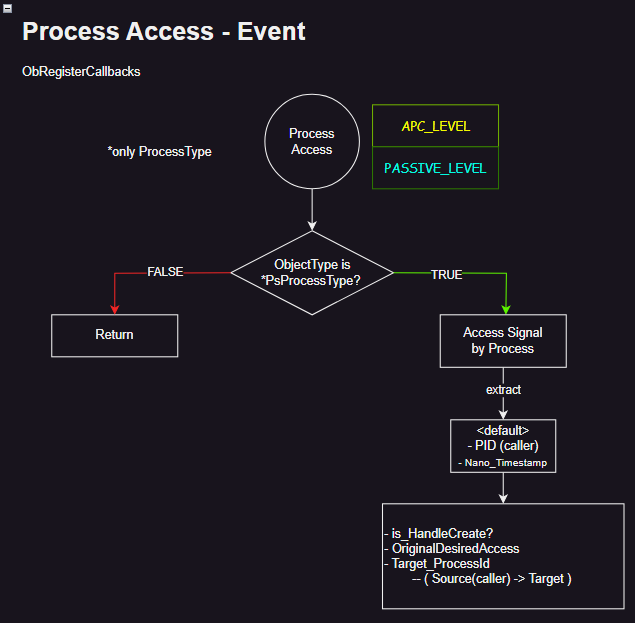 Process Access - Event
ObRegisterCallbacks
*only ProcessType
Process
Access
APC_LEVEL
PASSIVE_LEVEL
ObjectType is
*PsProcessType?
FALSE
TRUE
Return
Access Signal
by Process
extract
<default>
- PID (caller)
- Nano_Timestamp
- is_HandleCreate?
- OriginalDesiredAccess
- Target_ProcessId
-- ( Source(caller) -> Target )